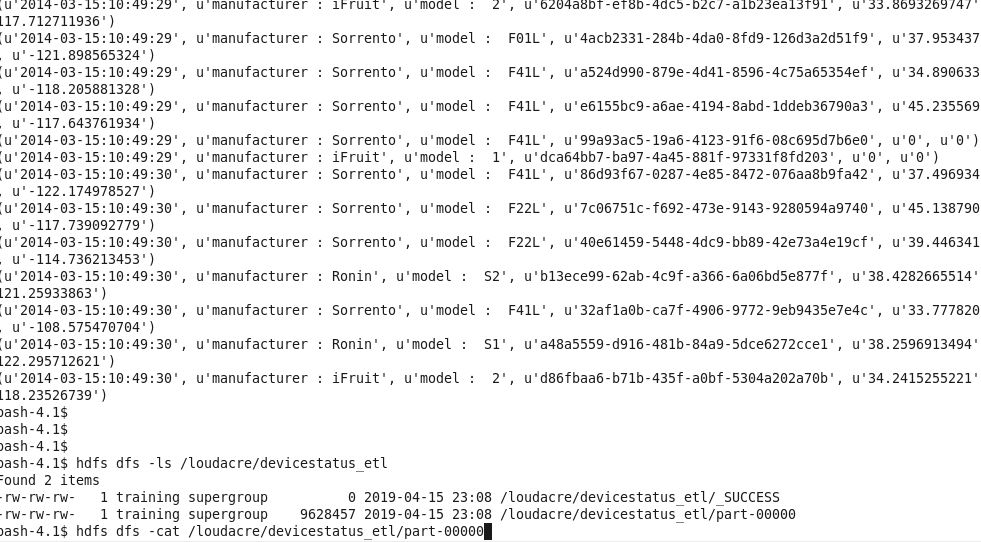 (u'2014-03-15:10:49:29', u'manufacturer : iFruit', u'model :  2', u'6204a8bf-ef8b-4dc5-b2c7-a1b23ea13f91', u'33.8693269747'
117.712711936')
(u'2014-03-15:10:49:29', u'manufacturer : Sorrento', u'model :  F01L', u'4acb2331-284b-4da0-8fd9-126d3a2d51f9', u'37.953437
, u'-121.898565324')
(u'2014-03-15:10:49:29', u'manufacturer : Sorrento', u'model :  F41L', u'a524d990-879e-4d41-8596-4c75a65354ef', u'34.890633
, u'-118.205881328')
(u'2014-03-15:10:49:29', u'manufacturer : Sorrento', u'model :  F41L', u'e6155bc9-a6ae-4194-8abd-1ddeb36790a3', u'45.235569
, u'-117.643761934')
(u'2014-03-15:10:49:29', u'manufacturer : Sorrento', u'model :  F41L', u'99a93ac5-19a6-4123-91f6-08c695d7b6e0', u'0', u'0')
(u'2014-03-15:10:49:29', u'manufacturer : iFruit', u'model :  1', u'dca64bb7-ba97-4a45-881f-97331f8fd203', u'0', u'0')
(u'2014-03-15:10:49:29', u'manufacturer : Sorrento', u'model :  F41L', u'86d93f67-0287-4e85-8472-076aa8b9fa42', u'37.496934
, u'-122.174978527')
(u'2014-03-15:10:49:30', u'manufacturer : Sorrento', u'model :  F22L', u'7c06751c-f692-473e-9143-9280594a9740', u'45.138790
, u'-117.739092779')
(u'2014-03-15:10:49:30', u'manufacturer : Sorrento', u'model :  F22L', u'40e61459-5448-4dc9-bb89-42e73a4e19cf', u'39.446341
, u'-114.736213453')
(u'2014-03-15:10:49:30', u'manufacturer : Ronin', u'model :  S2', u'b13ece99-62ab-4c9f-a366-6a06bd5e877f', u'38.4282665514'
121.25933863')
(u'2014-03-15:10:49:30', u'manufacturer : Sorrento', u'model :  F41L', u'32af1a0b-ca7f-4906-9772-9eb9435e7e4c', u'33.777820
, u'-108.575470704')
(u'2014-03-15:10:49:30', u'manufacturer : Ronin', u'model :  S1', u'a48a5559-d916-481b-84a9-5dce6272cce1', u'38.2596913494'
122.295712621')
(u'2014-03-15:10:49:30', u'manufacturer : iFruit', u'model :  2', u'd86fbaa6-b71b-435f-a0bf-5304a202a70b', u'34.2415255221'
118.23526739')
bash-4.1$
bash-4.1$
bash-4.1$
bash-4.1$ hdfs dfs -ls /loudacre/devicestatus_etl
Found 2 items
-rw-rw-rw-   1 training supergroup          0 2019-04-15 23:08 /loudacre/devicestatus_etl/_SUCCESS
-rw-rw-rw-   1 training supergroup    9628457 2019-04-15 23:08 /loudacre/devicestatus_etl/part-00000
bash-4.1$ hdfs dfs -cat /loudacre/devicestatus_etl/part-00000